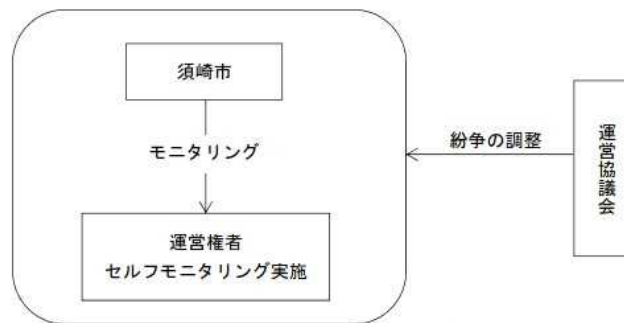 須崎市
モニタリング
運営権者
セルフモニタリング実施
紛争の調整
運営協議会